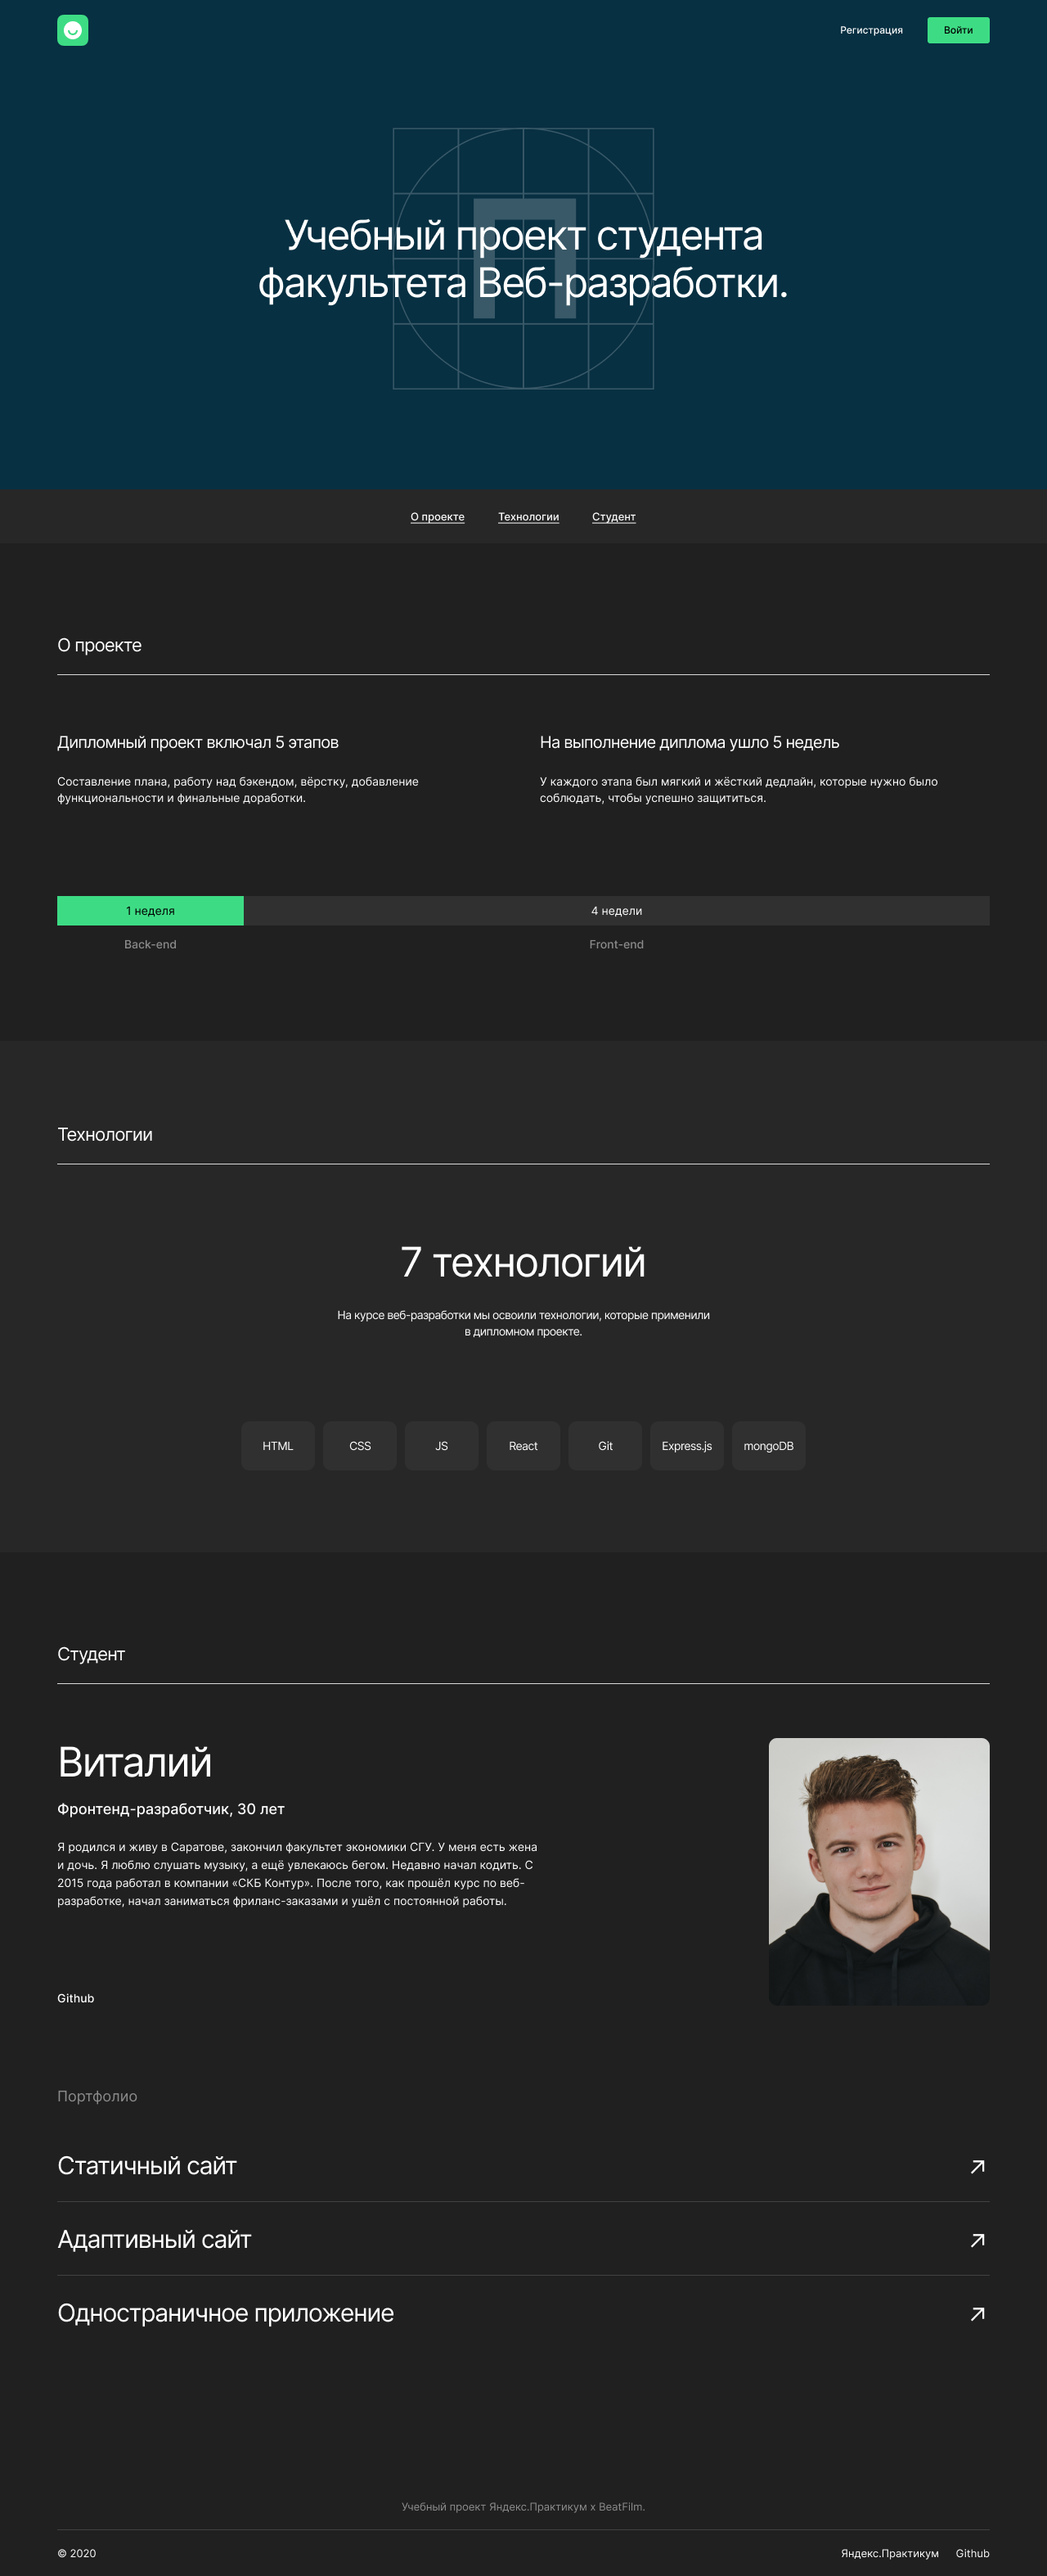 Регистрация
Войти
П
Учебный проект студента
факультета Веб-разработки.
О проекте
Технологии
Студент
О проекте
Дипломный проект включал 5 этапов
Составление плана, работу над бэкендом, вёрстку, добавление
функциональности и финальные доработки.
На выполнение диплома ушло 5 недель
У каждого этапа был мягкий и жёсткий дедлайн, которые нужно было
соблюдать, чтобы успешно защититься.
1 неделя
4 недели
Back-end
Front-end
Технологии
7 технологий
На курсе веб-разработки мы освоили технологии, которые применили
в дипломном проекте.
HTML
CSS
JS
React
Git
Express.js
mongoDB
Студент
Виталий
Фронтенд-разработчик, 30 лет
Я родился и живу в Саратове, закончил факультет экономики СГУ. У меня есть жена
и дочь. Я люблю слушать музыку, а ещё увлекаюсь бегом. Недавно начал кодить. С
2015 года работал в компании «СКБ Контур». После того, как прошёл курс по веб-
разработке, начал заниматься фриланс-заказами и ушёл с постоянной работы.
Github
Портфолио
Статичный сайт
Адаптивный сайт
Одностраничное приложение
Учебный проект Яндекс.Практикум х BeatFilm.
© 2020
Яндекс.Практикум
Github